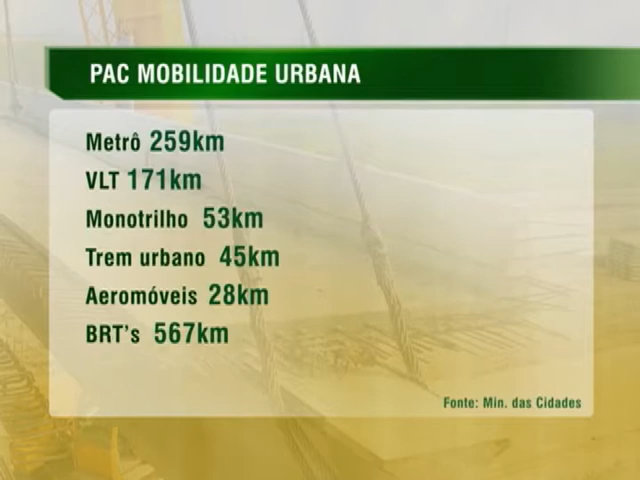 PAC MOBILIDADE URBANA
Metrô 259km
VLT 171km
Monotrilho 53km
Trem urbano 45km
Aeromóveis 28km
BRT's 567km
Fonte: Min. das Cidades